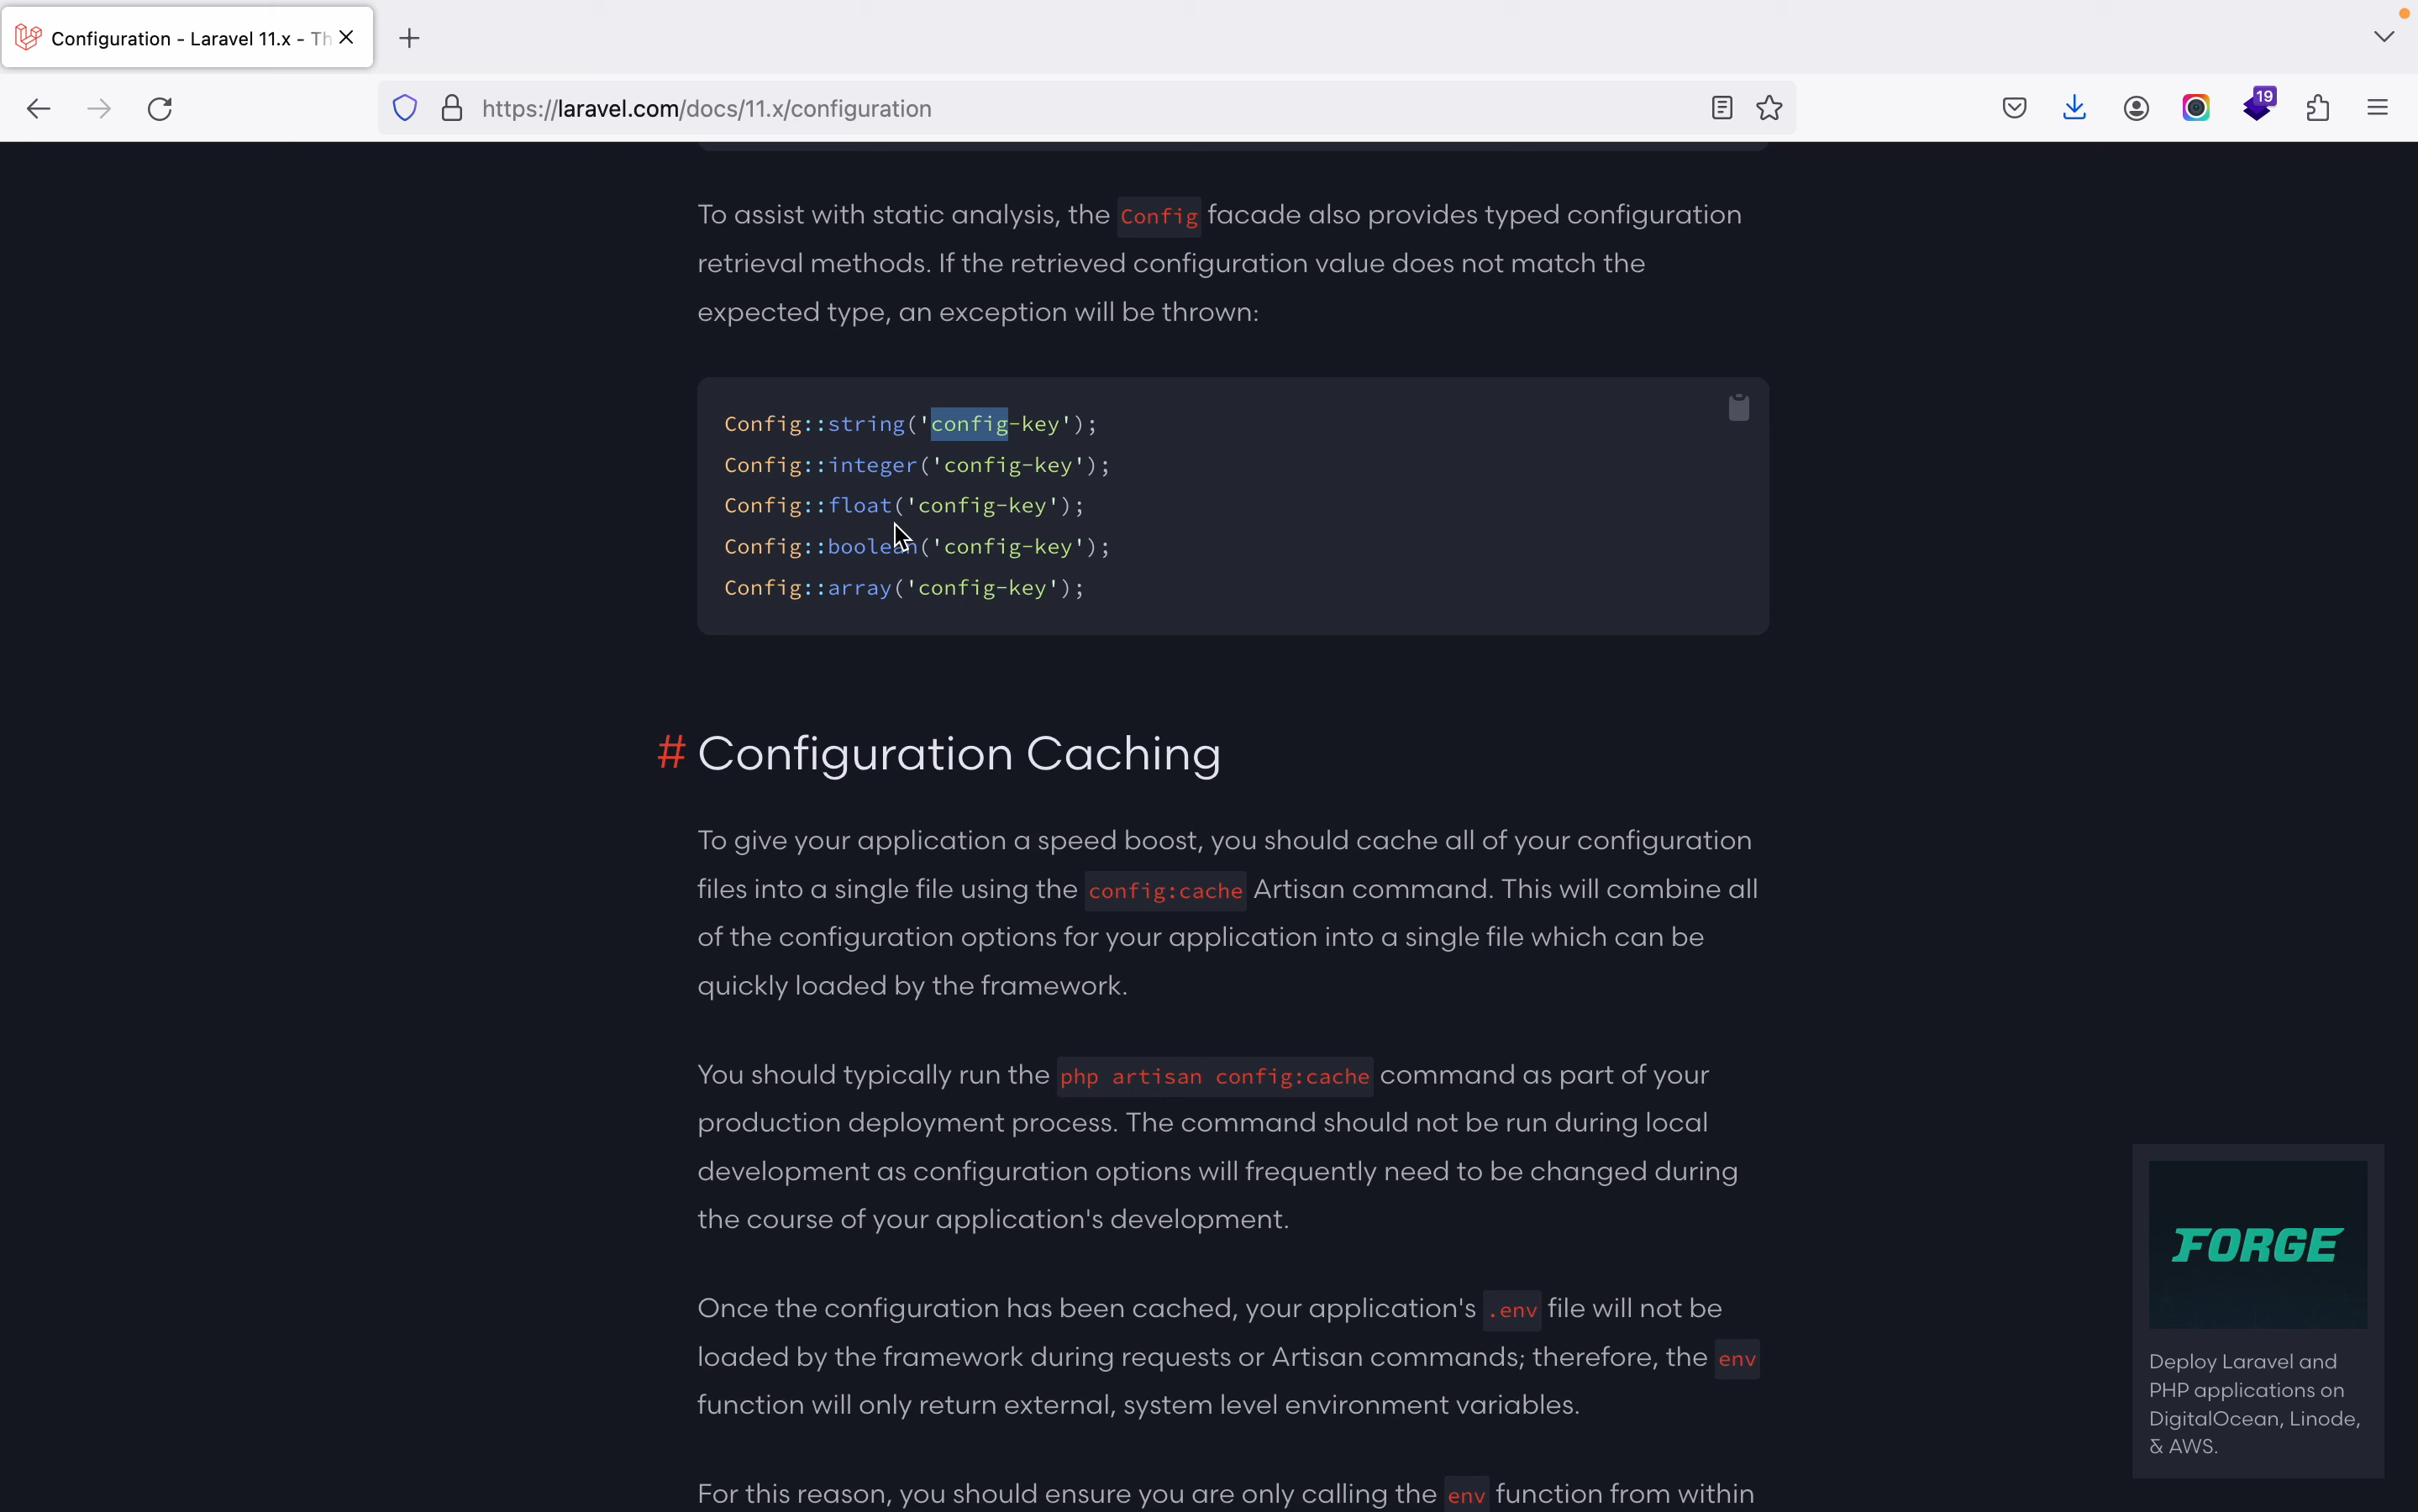 Configuration - Laravel 11.x - Th
https://laravel.com/docs/11.x/configuration
19
To assist with static analysis, the Config facade also provides typed configuration
retrieval methods. If the retrieved configuration value does not match the
expected type, an exception will be thrown:
Config::string('config-key');
Config::integer('config-key');
Config::float('config-key');
Config::boolean('config-key');
Config::array('config-key');
# Configuration Caching
To give your application a speed boost, you should cache all of your configuration
files into a single file using the config:cache Artisan command. This will combine all
of the configuration options for your application into a single file which can be
quickly loaded by the framework.
You should typically run the php artisan config:cache command as part of your
production deployment process. The command should not be run during local
development as configuration options will frequently need to be changed during
the course of your application's development.
Once the configuration has been cached, your application's .env file will not be
loaded by the framework during requests or Artisan commands; therefore, the env
function will only return external, system level environment variables.
For this reason, you should ensure you are only calling the env function from within
FORGE
Deploy Laravel and
PHP applications on
DigitalOcean, Linode,
& AWS.